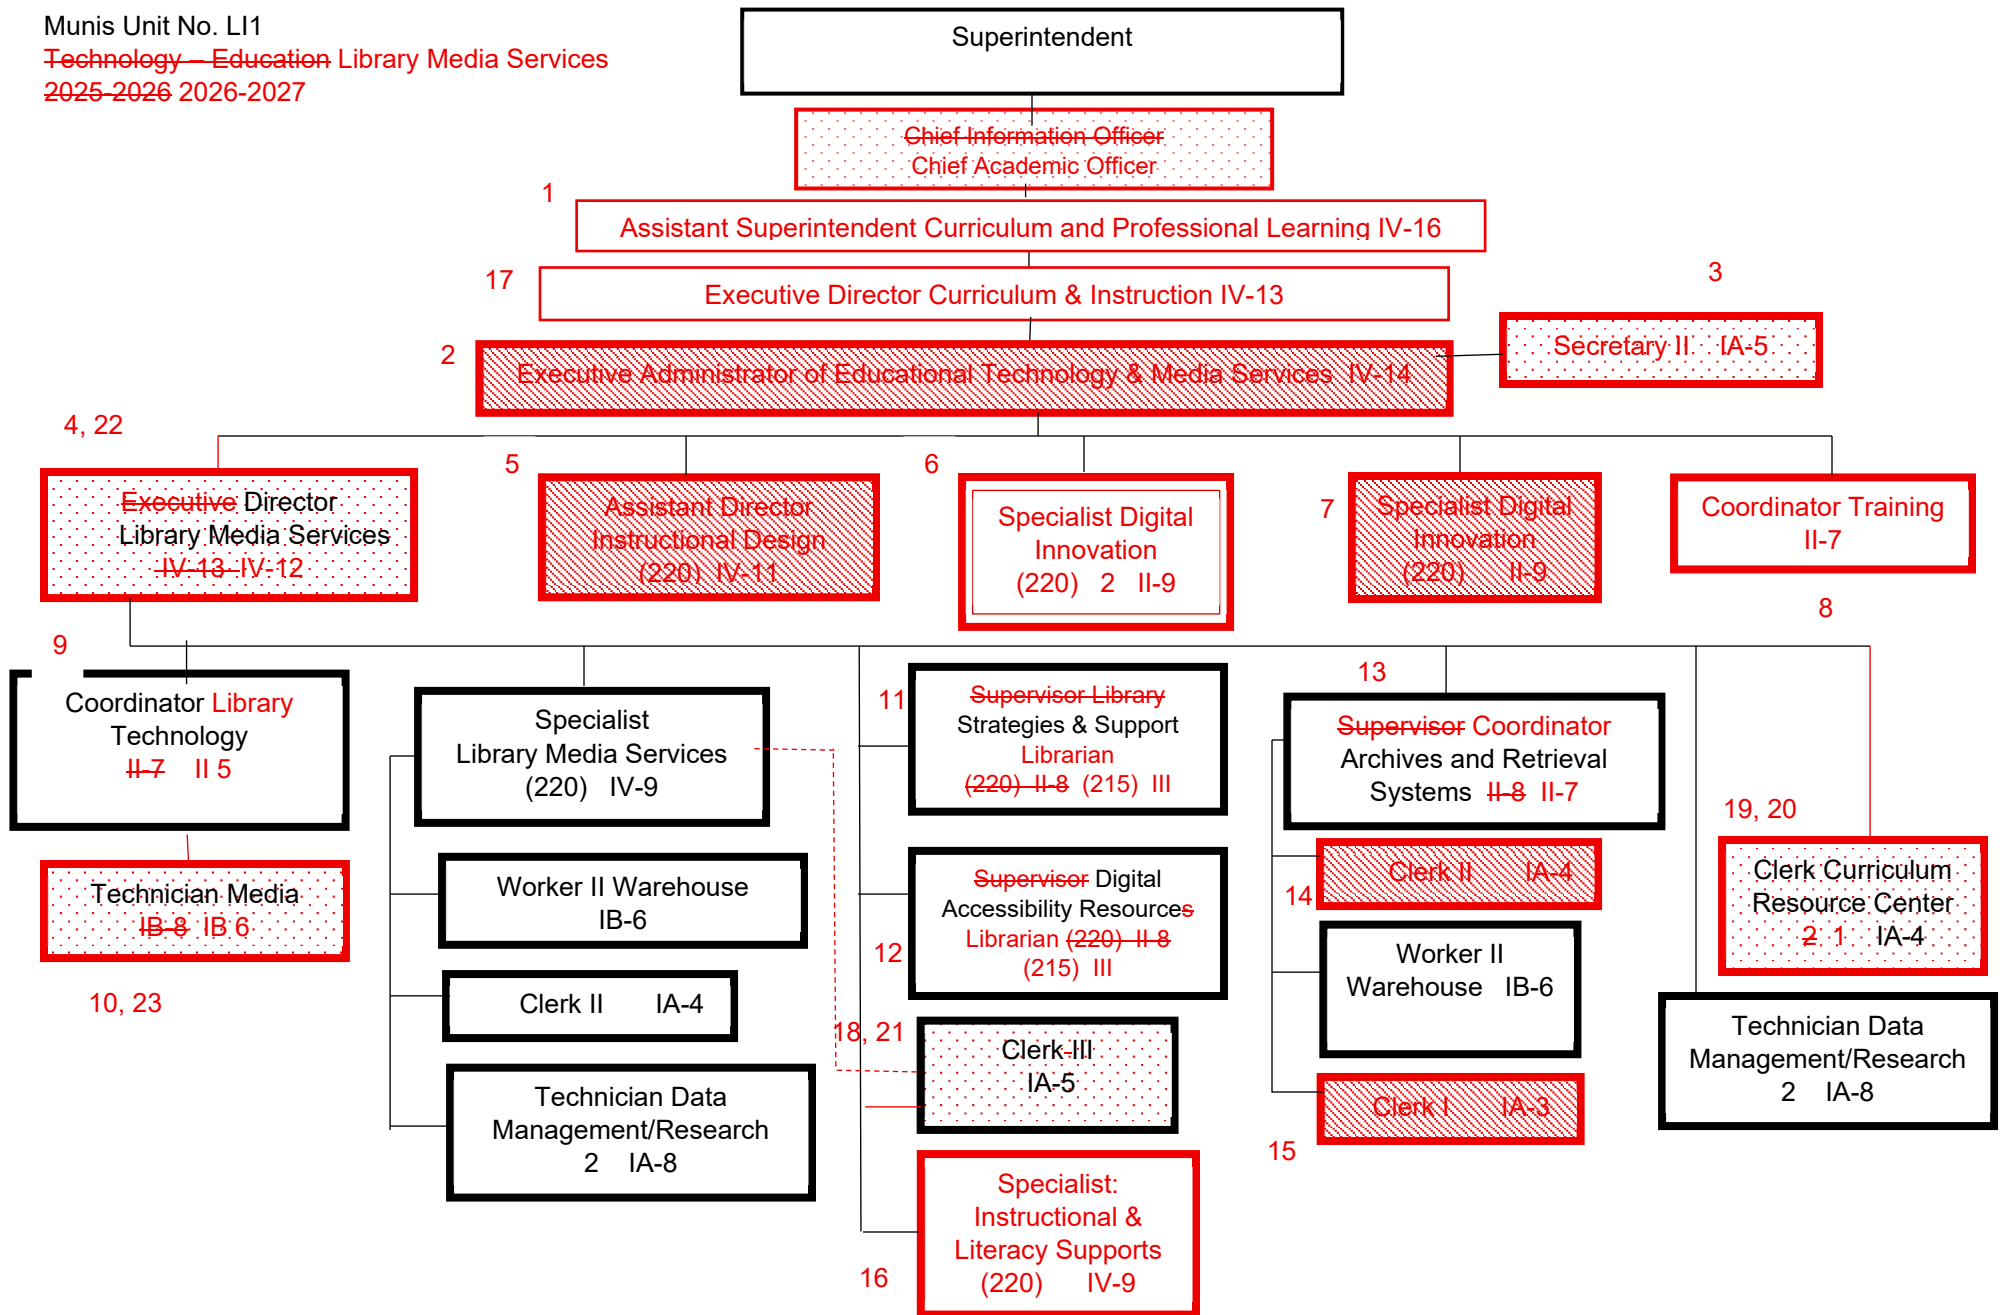 Munis Unit No. LI1
Technology – Education Library Media Services
2025-2026 2026-2027
Superintendent
Chief Information Officer
Chief Academic Officer
1
Assistant Superintendent Curriculum and Professional Learning IV-16
17
Executive Director Curriculum & Instruction IV-13
3
2
Executive Administrator of Educational Technology & Media Services IV-14
Secretary II IA-5
4, 22
Executive Director
Library Media Services
IV-13 IV-12
5
Assistant Director
Instructional Design
(220) IV-11
6
Specialist Digital
Innovation
(220) 2 II-9
7
Specialist Digital
Innovation
(220) II-9
Coordinator Training
II-7
8
9
Coordinator Library
Technology
II-7 II 5
Technician Media
IB-8 IB 6
10, 23
Specialist
Library Media Services
(220) IV-9
Worker II Warehouse
IB-6
Clerk II IA-4
Technician Data
Management/Research
2 IA-8
11
Supervisor Library
Strategies & Support
Librarian
(220) II-8 (215) III
12
Supervisor Digital
Accessibility Resources
Librarian (220) II-8
(215) III
18, 21
Clerk III
IA-5
16
Specialist:
Instructional &
Literacy Supports
(220) IV-9
13
Supervisor Coordinator
Archives and Retrieval
Systems II-8 II-7
14
Clerk II IA-4
Worker II
Warehouse IB-6
Clerk I IA-3
15
19, 20
Clerk Curriculum
Resource Center
2 1 IA-4
Technician Data
Management/Research
2 IA-8